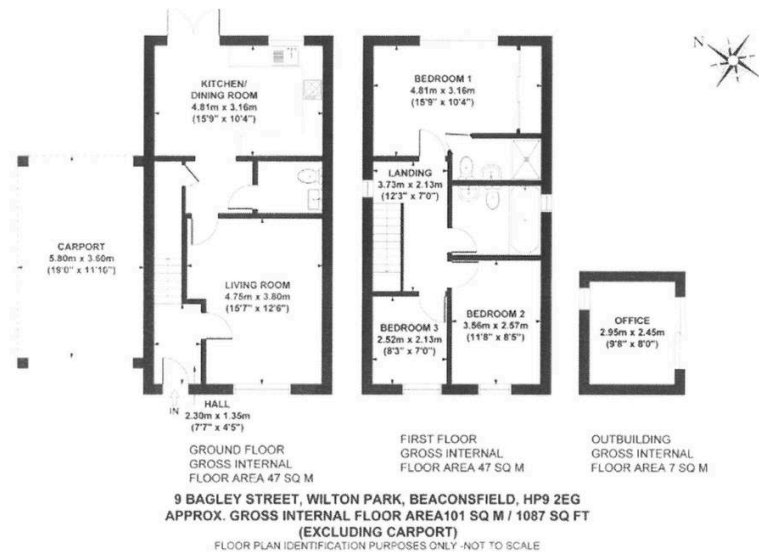 N
KITCHEN/
DINING ROOM
4.81m x 3.16m
(15'9" x 10'4")
BEDROOM 1
4.81m x 3.16m
(15'9" x 10'4")
LANDING
3.73m x 2.13m
(12'3" x 7'0")
CARPORT
5.80m x 3.60m
(19'0" x 11'10")
LIVING ROOM
4.75m x 3.80m
(15'7" x 12'6")
BEDROOM 3
2.52m x 2.13m
(8'3" x 7'0")
BEDROOM 2
3.56m x 2.57m
(11'8" x 8'5")
OFFICE
2.95m x 2.45m
(9'8" x 8'0")
IN
HALL
2.30m x 1.35m
(7'7" x 4'5")
GROUND FLOOR
GROSS INTERNAL
FLOOR AREA 47 SQ M
FIRST FLOOR
GROSS INTERNAL
FLOOR AREA 47 SQ M
OUTBUILDING
GROSS INTERNAL
FLOOR AREA 7 SQ M
9 BAGLEY STREET, WILTON PARK, BEACONSFIELD, HP9 2EG
APPROX. GROSS INTERNAL FLOOR AREA101 SQ M / 1087 SQ FT
(EXCLUDING CARPORT)
FLOOR PLAN IDENTIFICATION PURPOSES ONLY -NOT TO SCALE